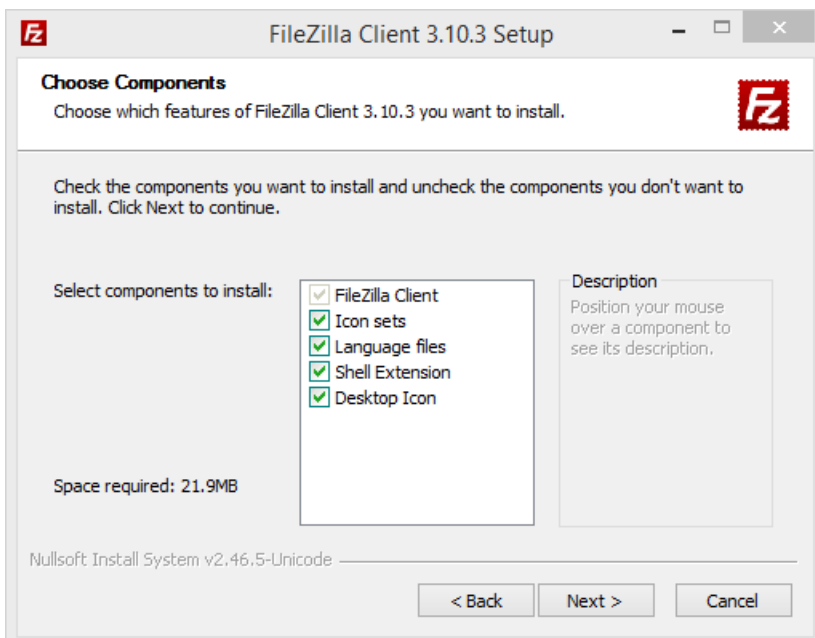 FileZilla Client 3.10.3 Setup
Choose Components
Choose which features of FileZilla Client 3.10.3 you want to install.
Check the components you want to install and uncheck the components you don't want to
install. Click Next to continue.
Select components to install:
FileZilla Client
Icon sets
Language files
Shell Extension
Desktop Icon
Description
Position your mouse
over a component to
see its description.
Space required: 21.9MB
Nullsoft Install System v2.46.5-Unicode
< Back
Next >
Cancel